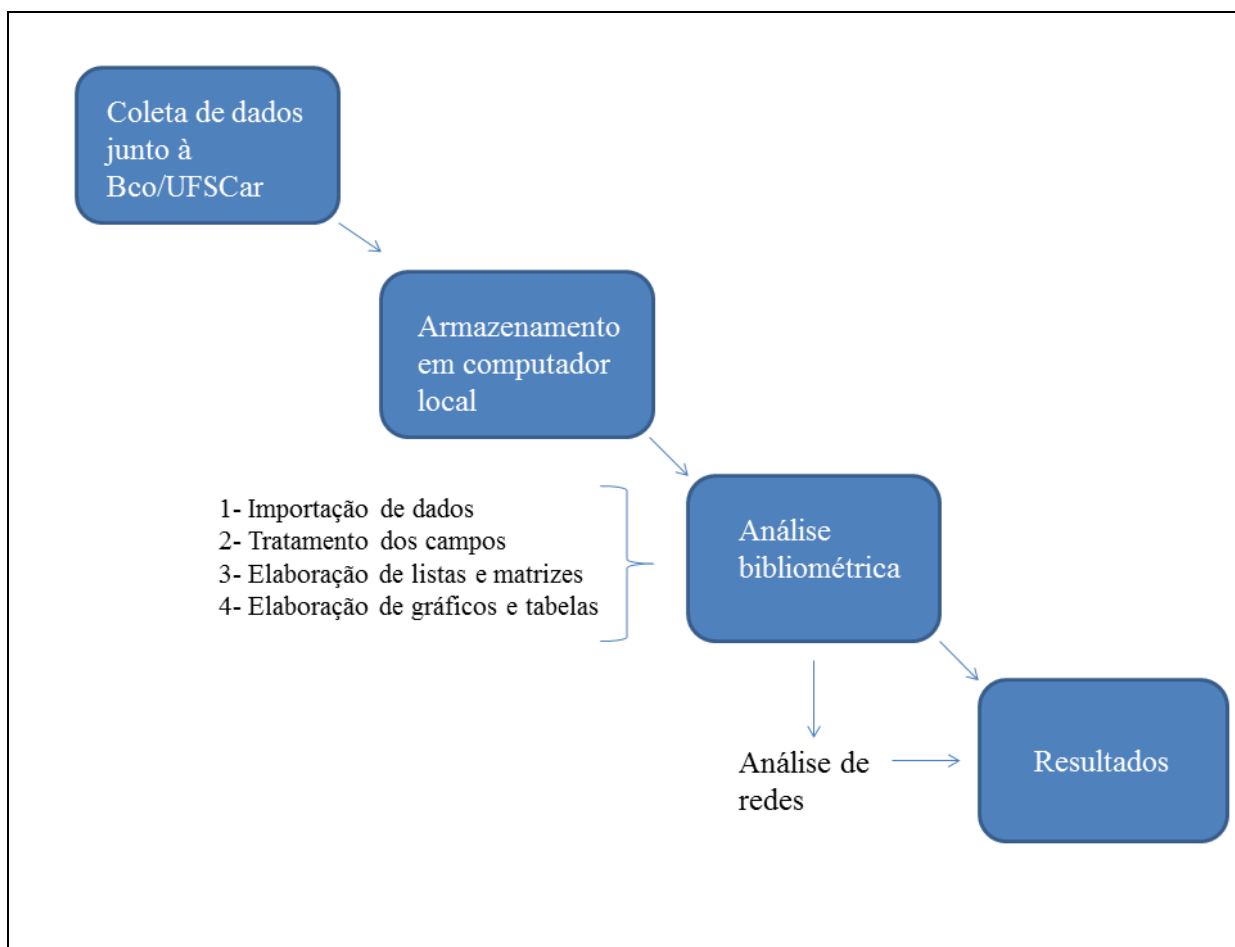 Coleta de dados
junto à
Bco/UFSCar
Armazenamento
em computador
local
1- Importação de dados
2- Tratamento dos campos
3- Elaboração de listas e matrizes
4- Elaboração de gráficos e tabelas
Análise
bibliométrica
Análise de
redes
Resultados